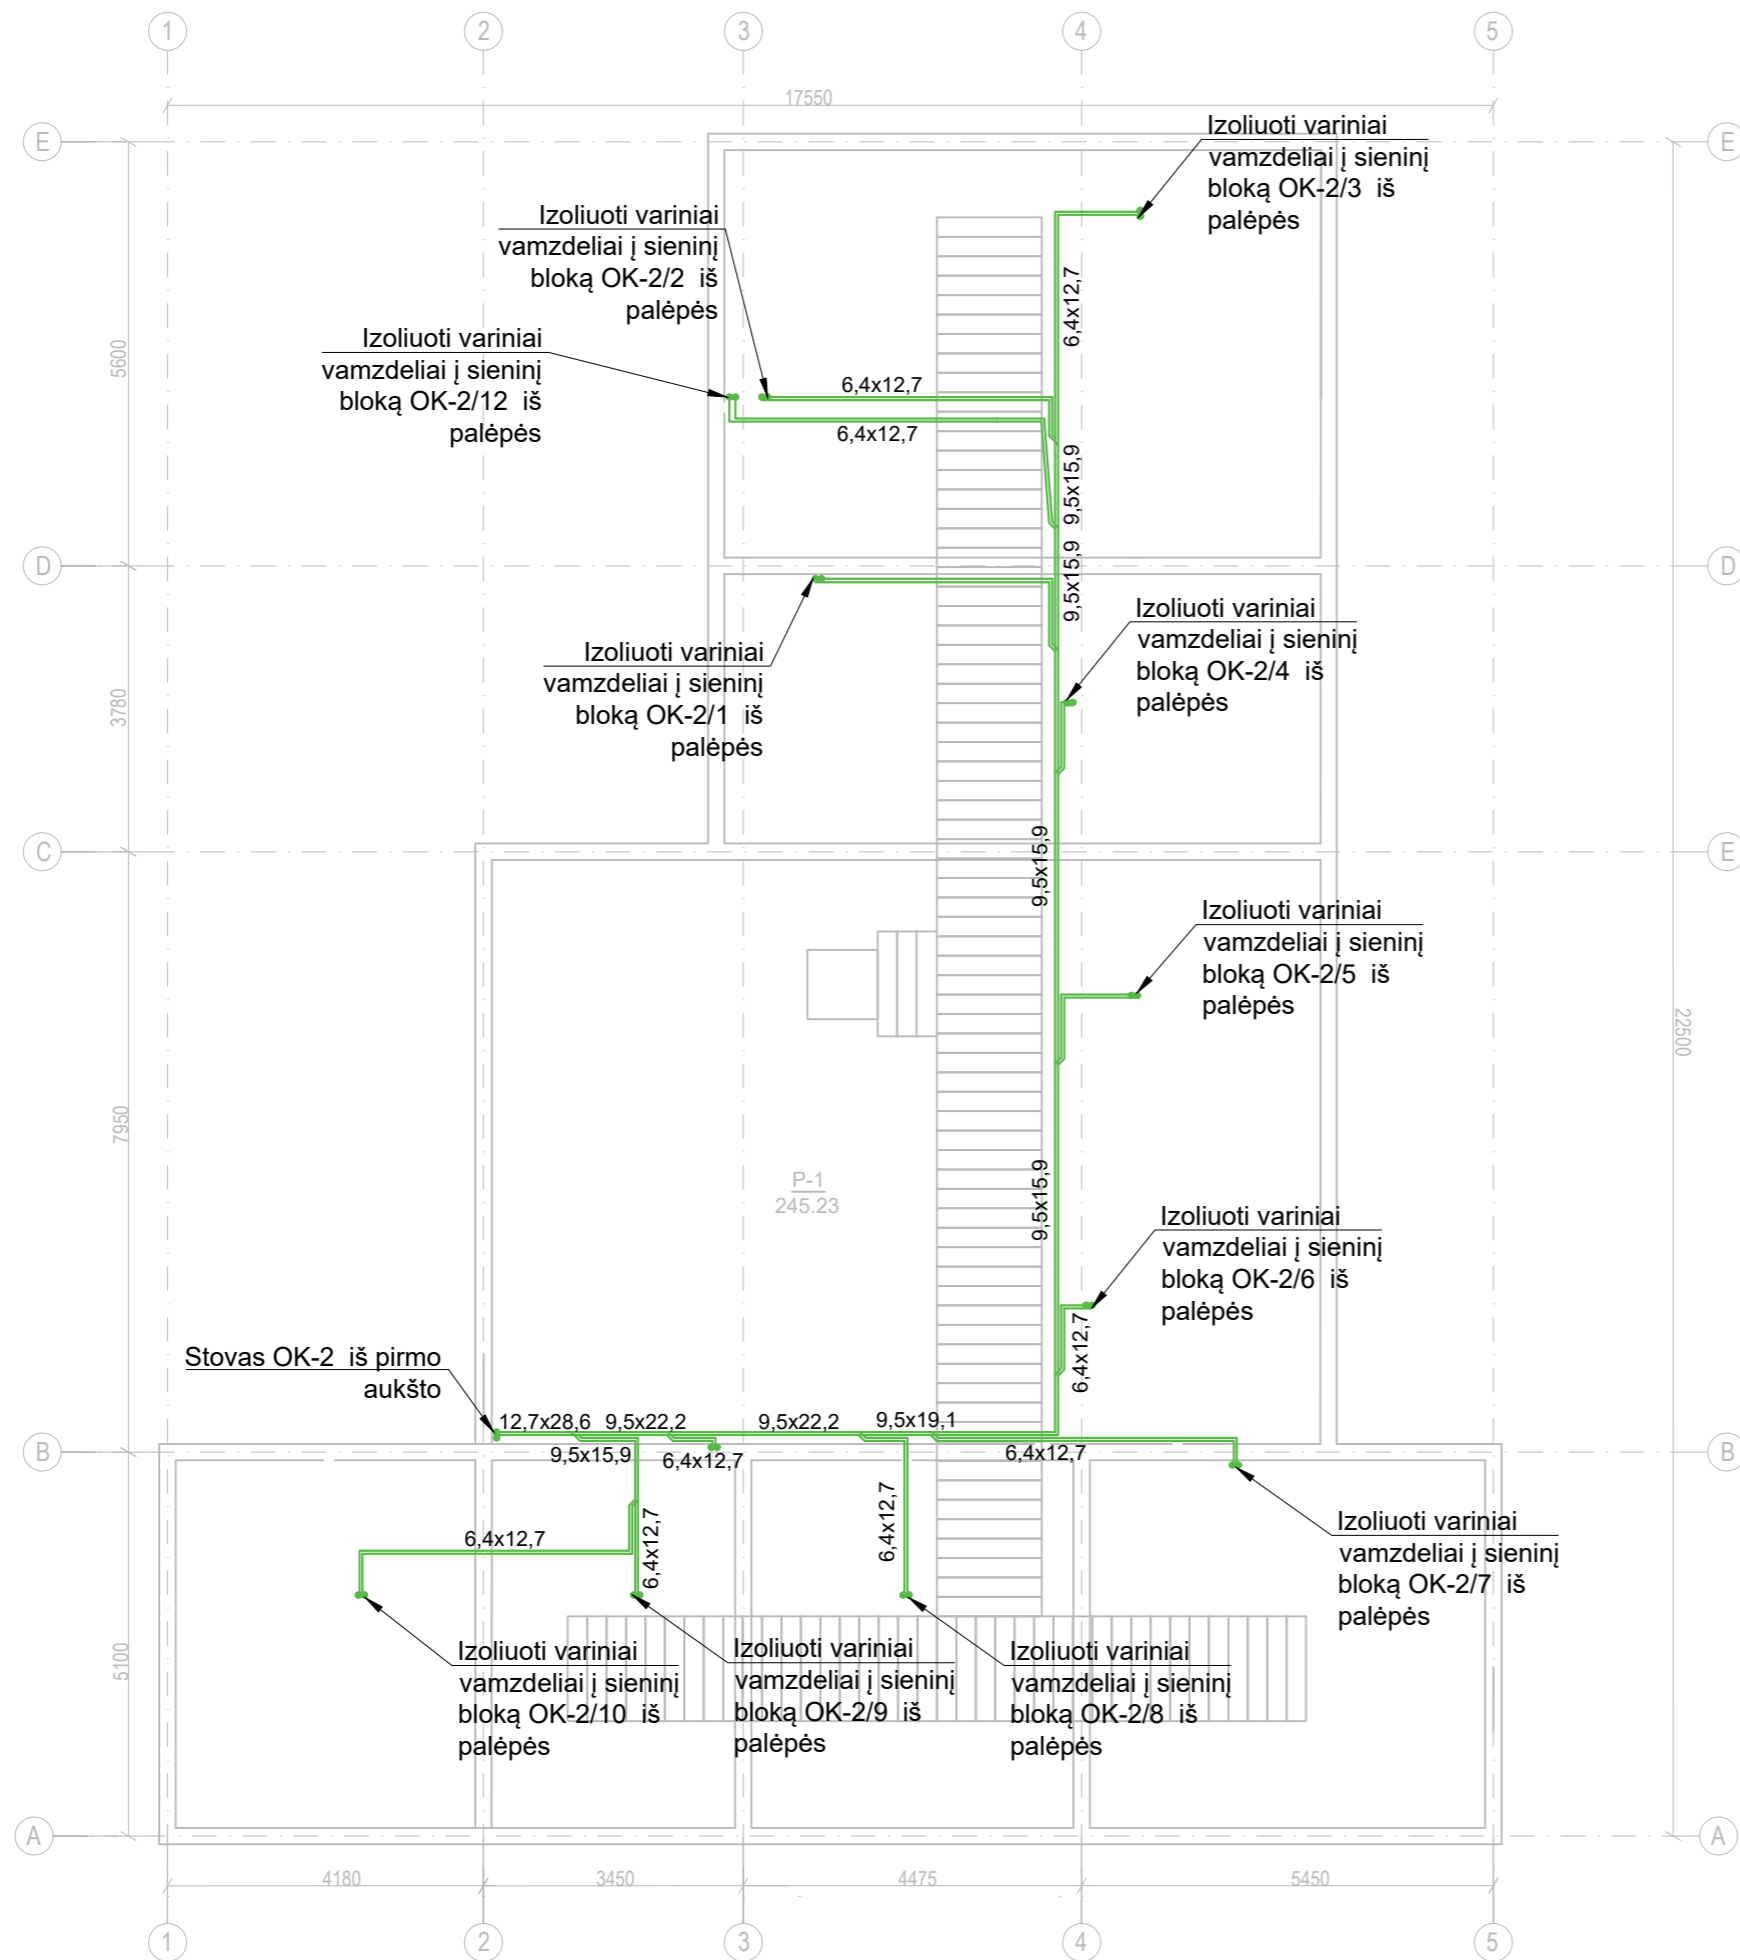 1
2
3
4
5
17550
E
E
Izoliuoti variniai
vamzdeliai į sieninį
bloką OK-2/3 iš
palėpės
Izoliuoti variniai
vamzdeliai į sieninį
bloką OK-2/2 iš
palėpės
6,4x12,7
Izoliuoti variniai
vamzdeliai į sieninį
bloką OK-2/12 iš
palėpės
5600
6,4x12,7
6,4x12,7
9,5x15,9
D
D
9,5x15,9
Izoliuoti variniai
vamzdeliai į sieninį
bloką OK-2/4 iš
palėpės
Izoliuoti variniai
vamzdeliai į sieninį
bloką OK-2/1 iš
palėpės
3780
C
E
9,5x15,9
Izoliuoti variniai
vamzdeliai į sieninį
bloką OK-2/5 iš
palėpės
22500
7950
P-1
245.23
9,5x15,9
Izoliuoti variniai
vamzdeliai į sieninį
bloką OK-2/6 iš
palėpės
6,4x12,7
Stovas OK-2 iš pirmo
aukšto
12,7x28,6
9,5x22,2
9,5x22,2
9,5x19,1
B
B
9,5x15,9
6,4x12,7
6,4x12,7
6,4x12,7
6,4x12,7
6,4x12,7
Izoliuoti variniai
vamzdeliai į sieninį
bloką OK-2/7 iš
palėpės
5100
Izoliuoti variniai
vamzdeliai į sieninį
bloką OK-2/10 iš
palėpės
Izoliuoti variniai
vamzdeliai į sieninį
bloką OK-2/9 iš
palėpės
Izoliuoti variniai
vamzdeliai į sieninį
bloką OK-2/8 iš
palėpės
A
A
4180
3450
4475
5450
1
2
3
4
5